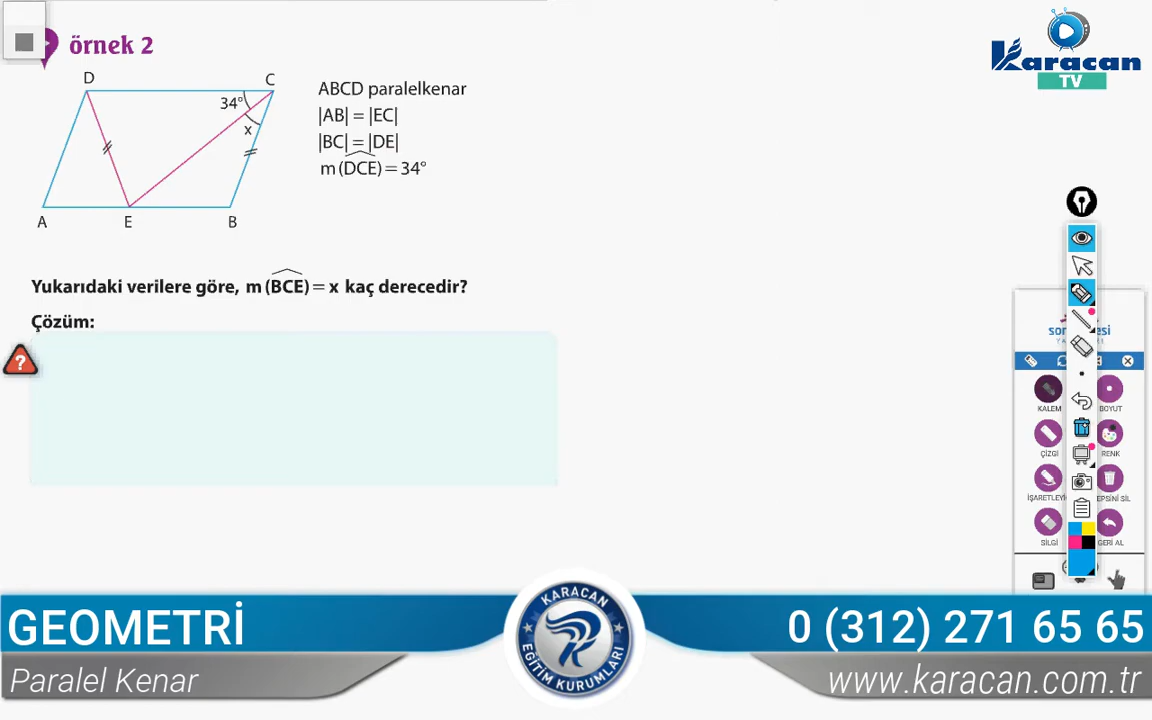 örnek 2
D
C
34°
x
A
E
B
ABCD paralelkenar
|AB| = |EC|
|BC| = |DE|
m(DCE) = 34°
Yukarıdaki verilere göre, m(BCE) = x kaç derecedir?
Çözüm:
?
Karacan
TV
KALEM
BOYUT
ÇİZGİ
RENK
SİLGİ
GERİ AL
GEOMETRİ
Paralel Kenar
KARACAN
EĞİTİM KURUMLARI
0 (312) 271 65 65
www.karacan.com.tr